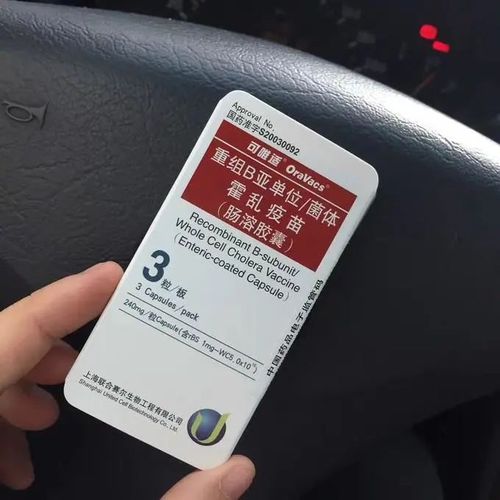 Approval No.
国药准字S20030092
可唯适® OraVacs®
重组B亚单位/菌体
霍乱疫苗
(肠溶胶囊)
Recombinant B-subunit/
Whole Cell Cholera Vaccine
(Enteric-coated Capsule)
3粒/板
3 Capsules/pack
240mg/粒Capsule(含rBS 1mg-WC5.0x10¹⁰)
上海联合赛尔生物工程有限公司
Shanghai United Cell Biotechnology Co., Ltd.
中国药品电子监管码